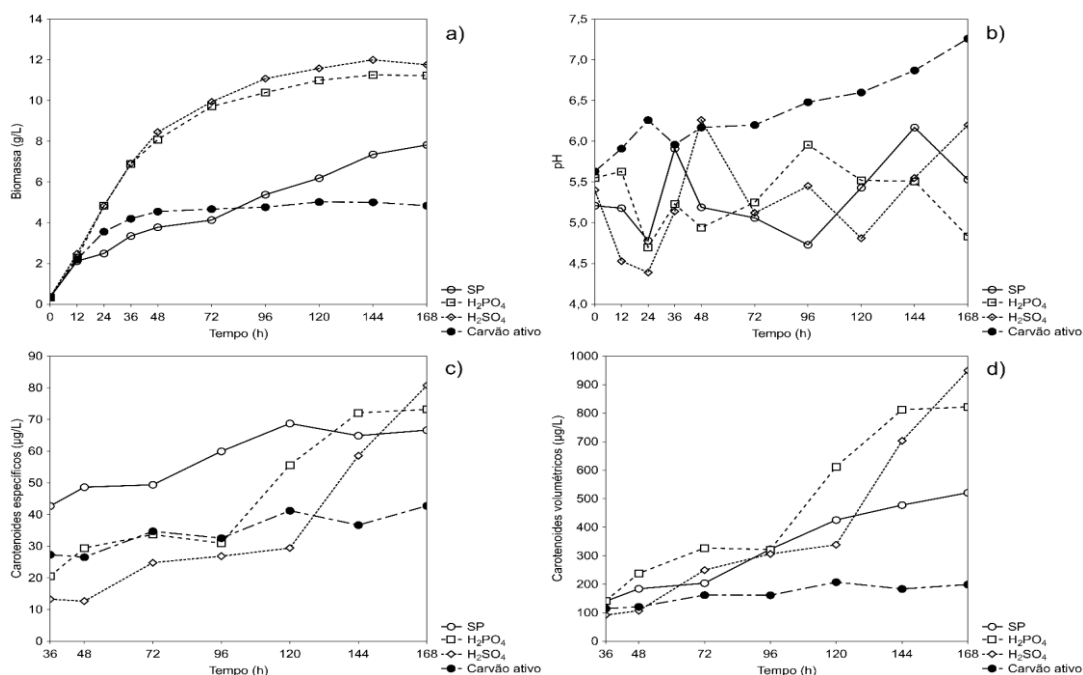 a)
Biomassa (g/L)
14
12
10
8
6
4
2
0
0 12 24 36 48 72 96 120 144 168
Tempo (h)
SP
H₂PO₄
H₂SO₄
Carvão ativo
b)
pH
7,5
7,0
6,5
6,0
5,5
5,0
4,5
4,0
0 12 24 36 48 72 96 120 144 168
Tempo (h)
SP
H₂PO₄
H₂SO₄
Carvão ativo
c)
Carotenoides específicos (µg/L)
90
80
70
60
50
40
30
20
10
0
36 48 72 96 120 144 168
Tempo (h)
SP
H₂PO₄
H₂SO₄
Carvão ativo
d)
Carotenoides volumétricos (µg/L)
1000
900
800
700
600
500
400
300
200
100
0
36 48 72 96 120 144 168
Tempo (h)
SP
H₂PO₄
H₂SO₄
Carvão ativo